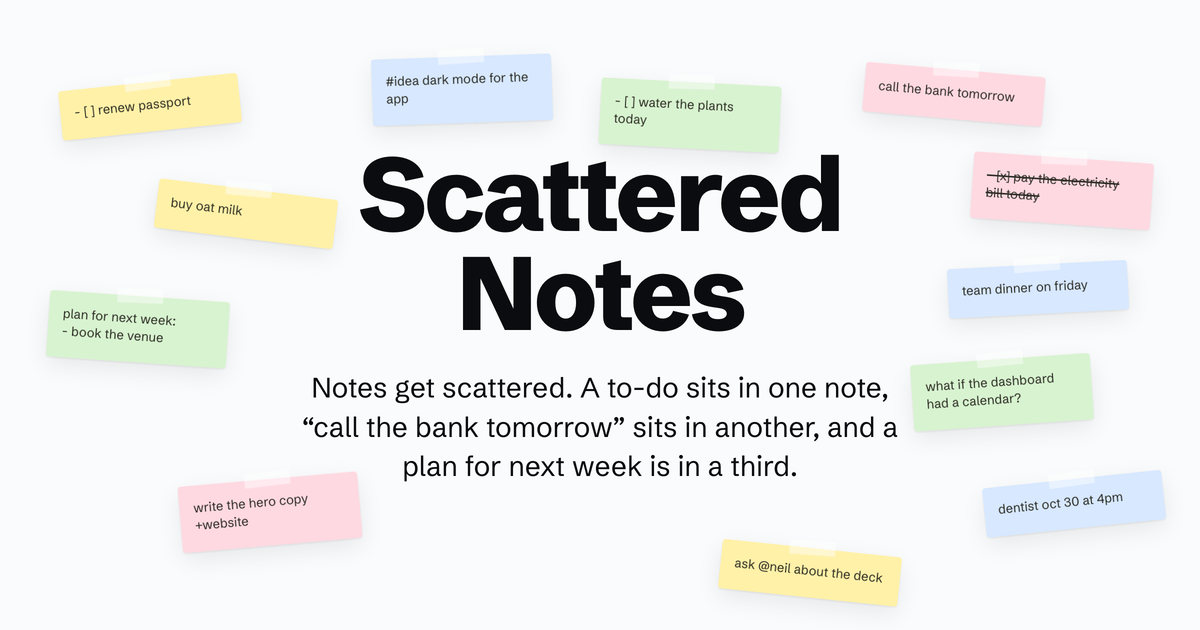 - [ ] renew passport
#idea dark mode for the
app
- [ ] water the plants
today
call the bank tomorrow
buy oat milk
- [x] pay the electricity
bill today
Scattered
Notes
team dinner on friday
plan for next week:
- book the venue
what if the dashboard
had a calendar?
Notes get scattered. A to-do sits in one note,
“call the bank tomorrow” sits in another, and a
plan for next week is in a third.
write the hero copy
+website
dentist oct 30 at 4pm
ask @neil about the deck